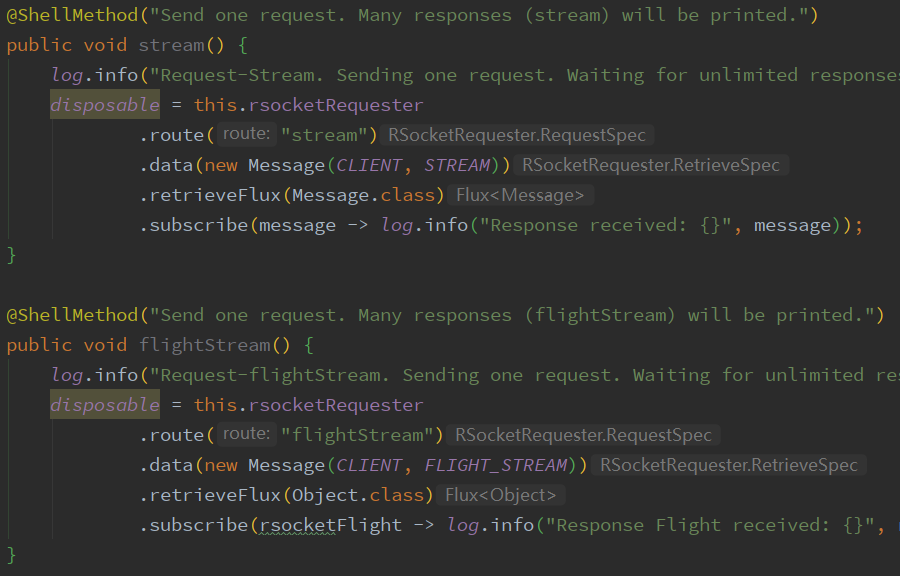 @ShellMethod("Send one request. Many responses (stream) will be printed.")
public void stream() {
log.info("Request-Stream. Sending one request. Waiting for unlimited responses
disposable = this.rsocketRequester
.route( route: "stream") RSocketRequester.RequestSpec
.data(new Message(CLIENT, STREAM)) RSocketRequester.RetrieveSpec
.retrieveFlux(Message.class) Flux<Message>
.subscribe(message -> log.info("Response received: {}", message));
}
@ShellMethod("Send one request. Many responses (flightStream) will be printed.")
public void flightStream() {
log.info("Request-flightStream. Sending one request. Waiting for unlimited
disposable = this.rsocketRequester
.route( route: "flightStream") RSocketRequester.RequestSpec
.data(new Message(CLIENT, FLIGHT_STREAM)) RSocketRequester.RetrieveSpec
.retrieveFlux(Object.class) Flux<Object>
.subscribe(rsocketFlight -> log.info("Response Flight received: {}",
}